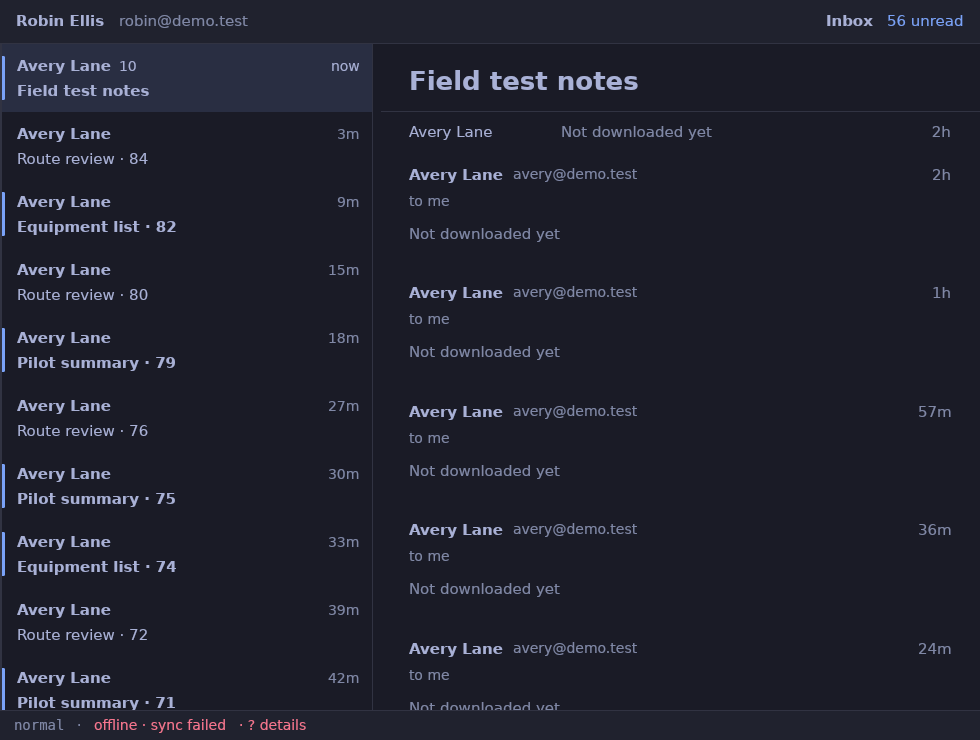 Robin Ellis robin@demo.test Inbox 56 unread
Avery Lane 10 now
Field test notes
Avery Lane 3m
Route review · 84
Avery Lane 9m
Equipment list · 82
Avery Lane 15m
Route review · 80
Avery Lane 18m
Pilot summary · 79
Avery Lane 27m
Route review · 76
Avery Lane 30m
Pilot summary · 75
Avery Lane 33m
Equipment list · 74
Avery Lane 39m
Route review · 72
Avery Lane 42m
Pilot summary · 71
Field test notes
Avery Lane Not downloaded yet 2h
Avery Lane avery@demo.test 2h
to me
Not downloaded yet
Avery Lane avery@demo.test 1h
to me
Not downloaded yet
Avery Lane avery@demo.test 57m
to me
Not downloaded yet
Avery Lane avery@demo.test 36m
to me
Not downloaded yet
Avery Lane avery@demo.test 24m
to me
Not downloaded yet
normal · offline · sync failed · ? details